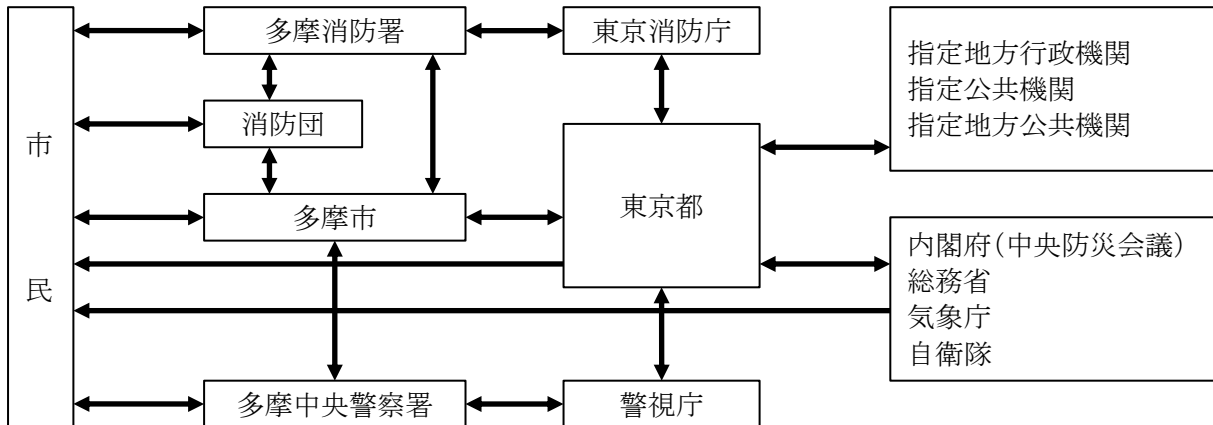 市
民
多摩消防署
東京消防庁
消防団
多摩市
東京都
多摩中央警察署
警視庁
指定地方行政機関
指定公共機関
指定地方公共機関
内閣府(中央防災会議)
総務省
気象庁
自衛隊